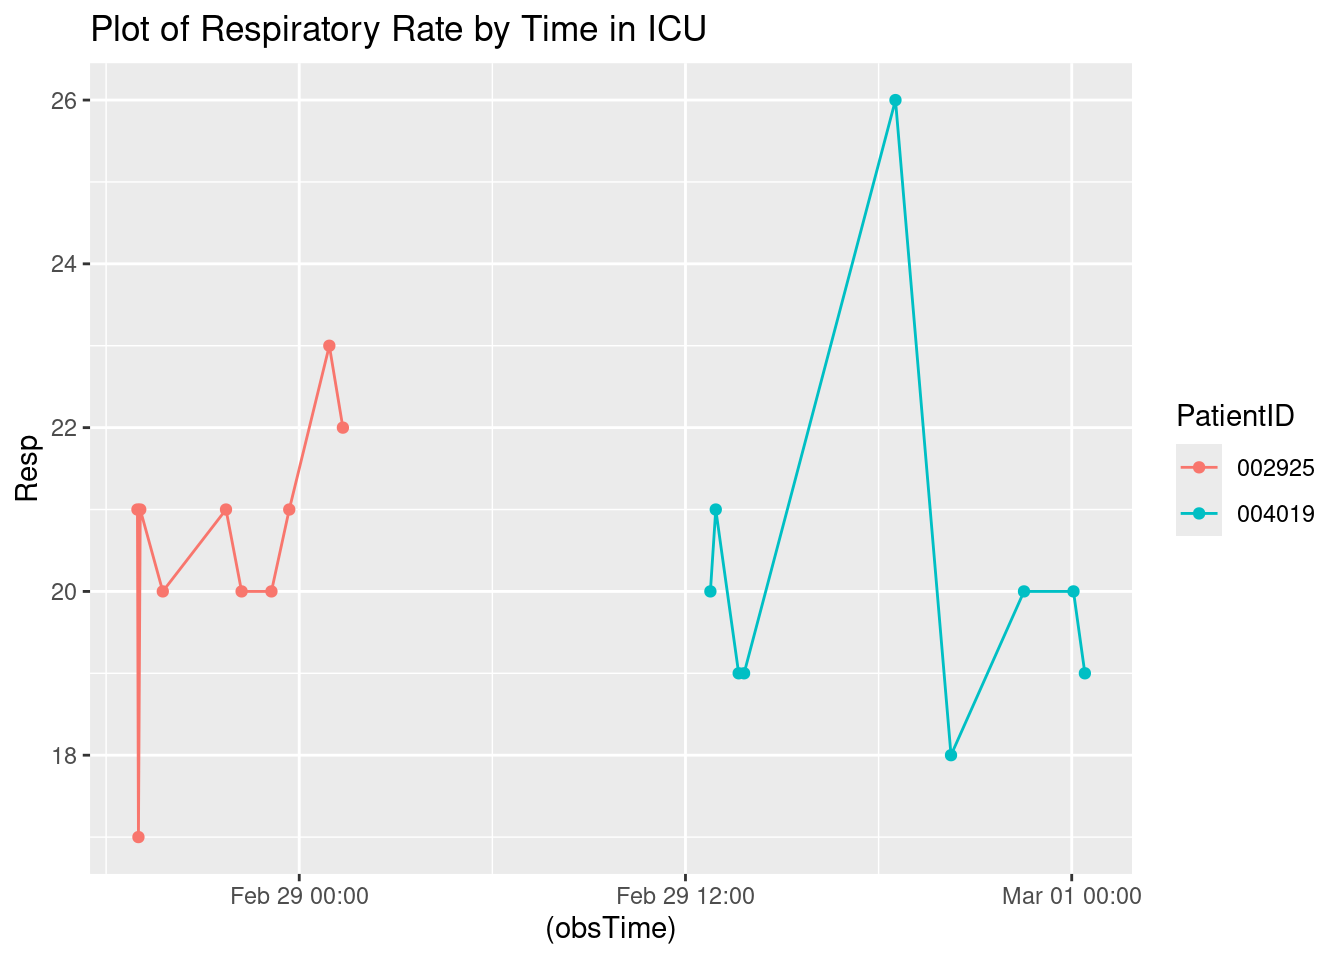 Plot of Respiratory Rate by Time in ICU
26
24
22
20
18
Resp
Feb 29 00:00
Feb 29 12:00
Mar 01 00:00
(obsTime)
PatientID
002925
004019